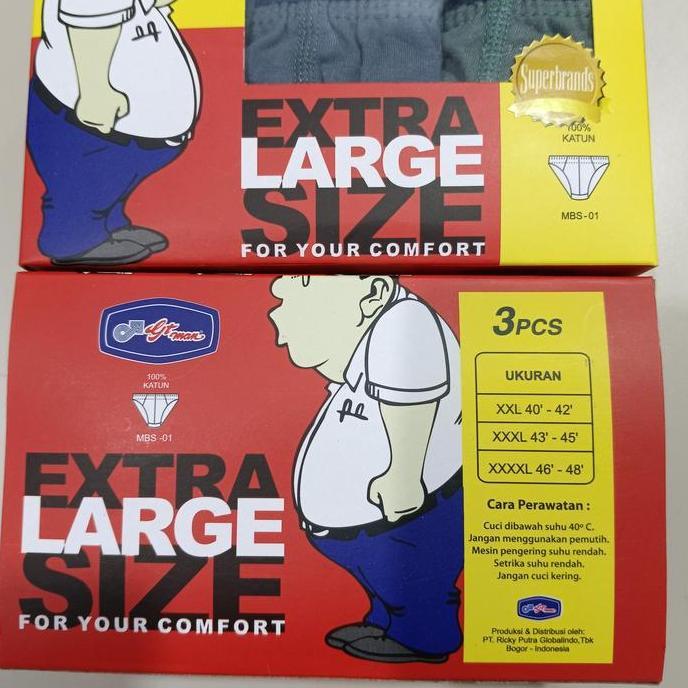 Superbrands
EXTRA
LARGE
SIZE
FOR YOUR COMFORT
100%
KATUN
MBS-01
GT man
100%
KATUN
MBS -01
EXTRA
LARGE
SIZE
FOR YOUR COMFORT
3PCS
UKURAN
XXL 40' - 42'
XXXL 43' - 45'
XXXXL 46' - 48'
Cara Perawatan :
Cuci dibawah suhu 40º C.
Jangan menggunakan pemutih.
Mesin pengering suhu rendah.
Setrika suhu rendah.
Jangan cuci kering.
GT man
Produksi & Distribusi oleh:
PT. Ricky Putra Globalindo,Tbk
Bogor - Indonesia